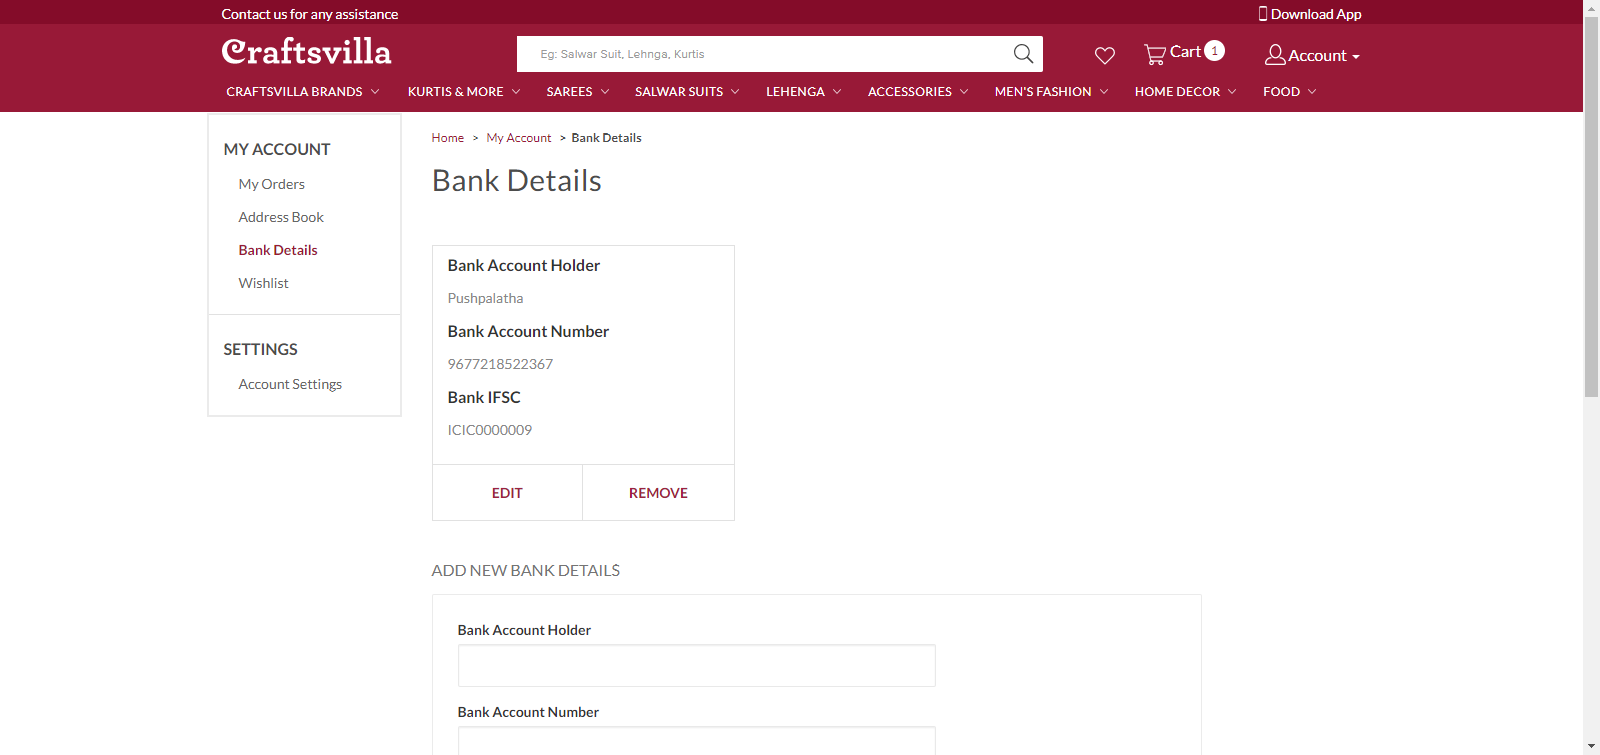 Contact us for any assistance
Download App
Craftsvilla
Eg: Salwar Suit, Lehnga, Kurtis
Cart 1
Account
CRAFTSVILLA BRANDS KURTIS & MORE SAREES SALWAR SUITS LEHENGA ACCESSORIES MEN'S FASHION HOME DECOR FOOD
MY ACCOUNT
My Orders
Address Book
Bank Details
Wishlist
SETTINGS
Account Settings
Home > My Account > Bank Details
Bank Details
Bank Account Holder
Pushpalatha
Bank Account Number
9677218522367
Bank IFSC
ICIC0000009
EDIT REMOVE
ADD NEW BANK DETAILS
Bank Account Holder
Bank Account Number